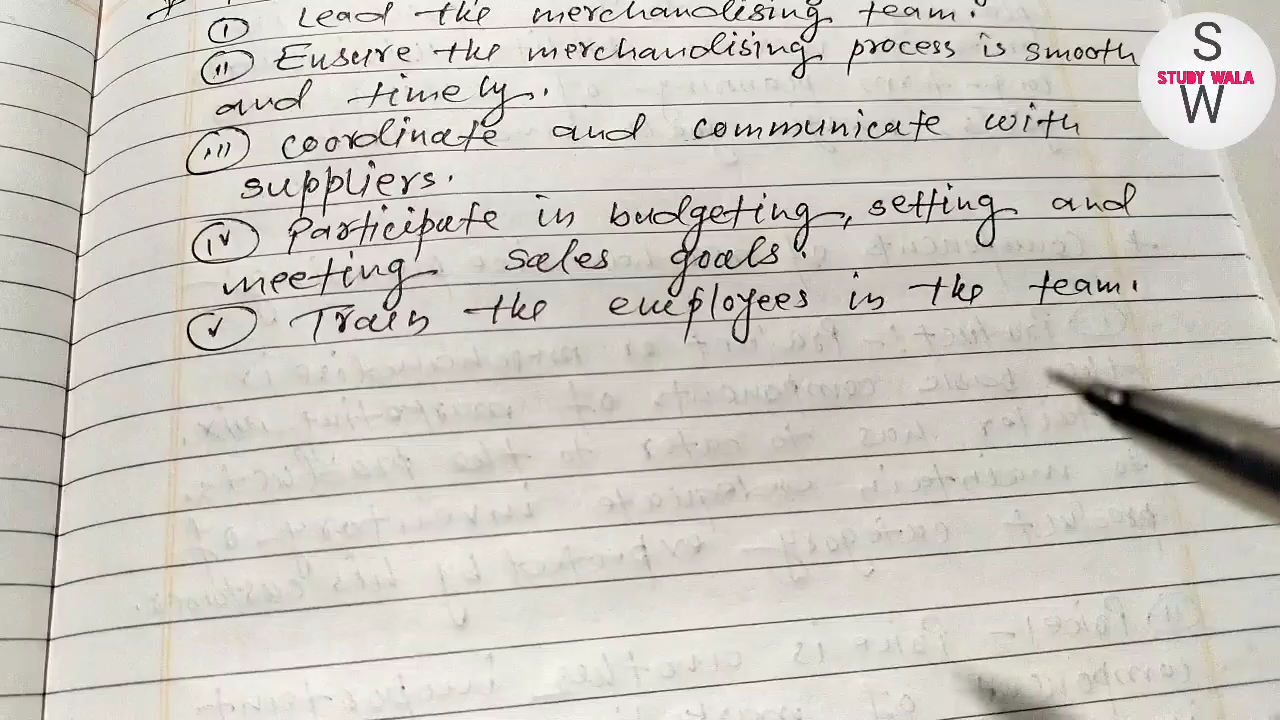 (i) Lead the merchandising team.
(ii) Ensure the merchandising process is smooth
and timely.
(iii) coordinate and communicate with
suppliers.
(iv) Participate in budgeting, setting and
meeting sales goals.
(v) Train the employees in the team.
S
STUDY WALA
W